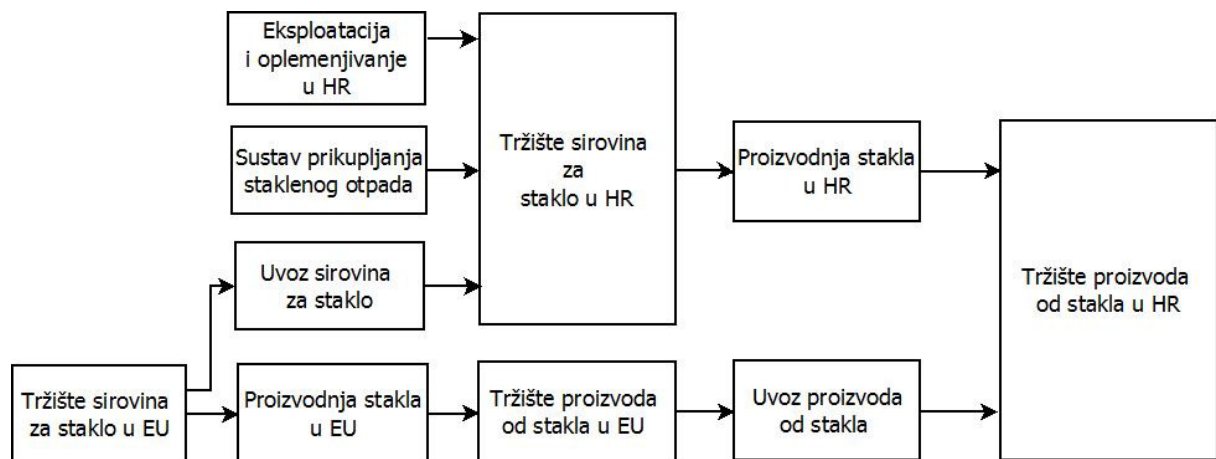 Eksploatacija
i oplemenjivanje
u HR
Sustav prikupljanja
staklenog otpada
Uvoz sirovina
za staklo
Tržište sirovina
za
staklo u HR
Proizvodnja stakla
u HR
Tržište proizvoda
od stakla u HR
Tržište sirovina
za staklo u EU
Proizvodnja stakla
u EU
Tržište proizvoda
od stakla u EU
Uvoz proizvoda
od stakla